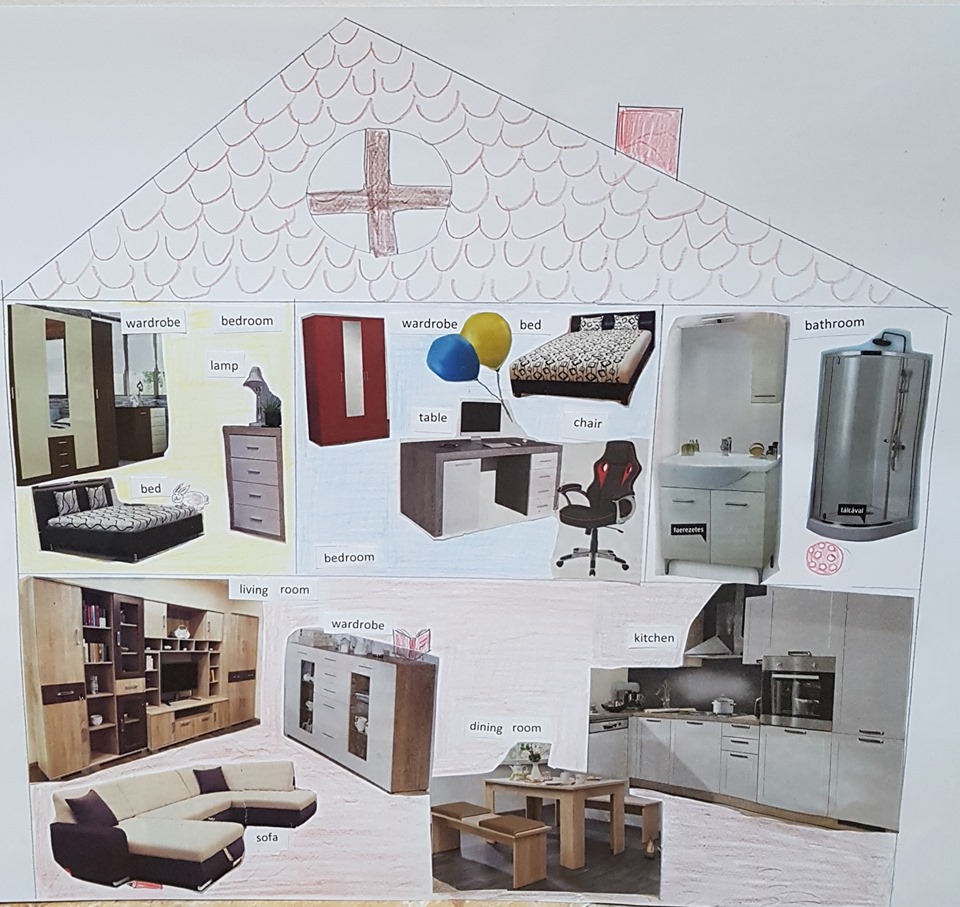 wardrobe
bedroom
lamp
bed
wardrobe
bed
table
chair
bedroom
bathroom
faerezetes
tálcával
living room
wardrobe
kitchen
dining room
sofa